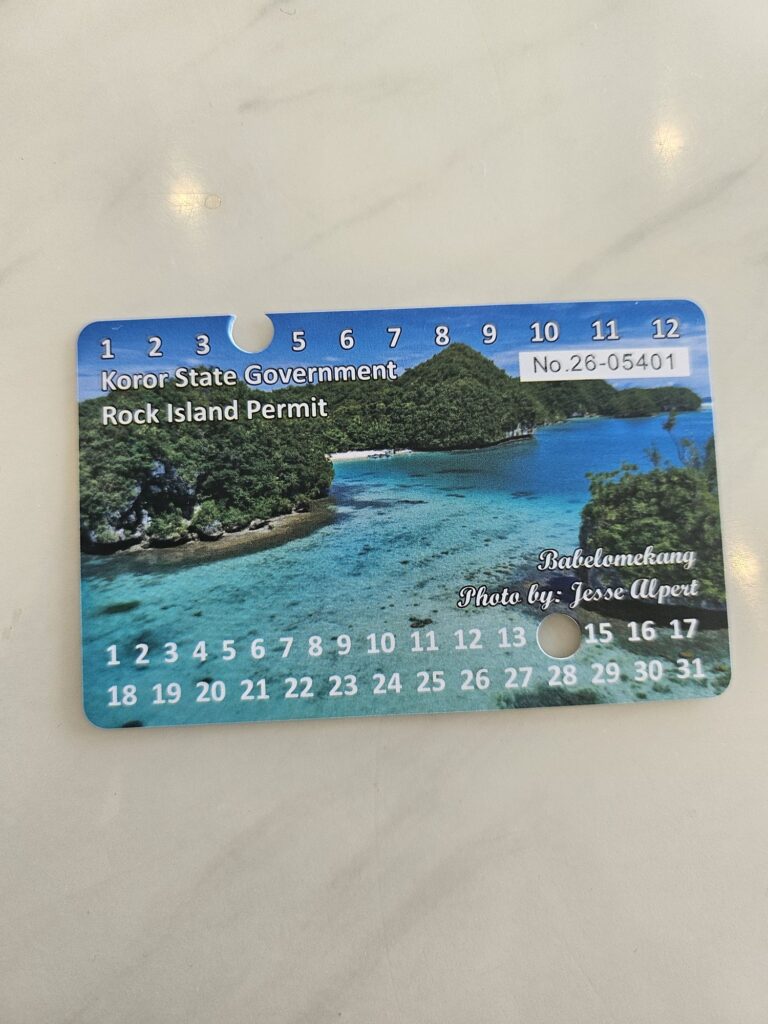 1 2 3 5 6 7 8 9 10 11 12
No.26-05401
Koror State Government
Rock Island Permit
Babelomekang
Photo by: Jesse Alpert
1 2 3 4 5 6 7 8 9 10 11 12 13 15 16 17
18 19 20 21 22 23 24 25 26 27 28 29 30 31